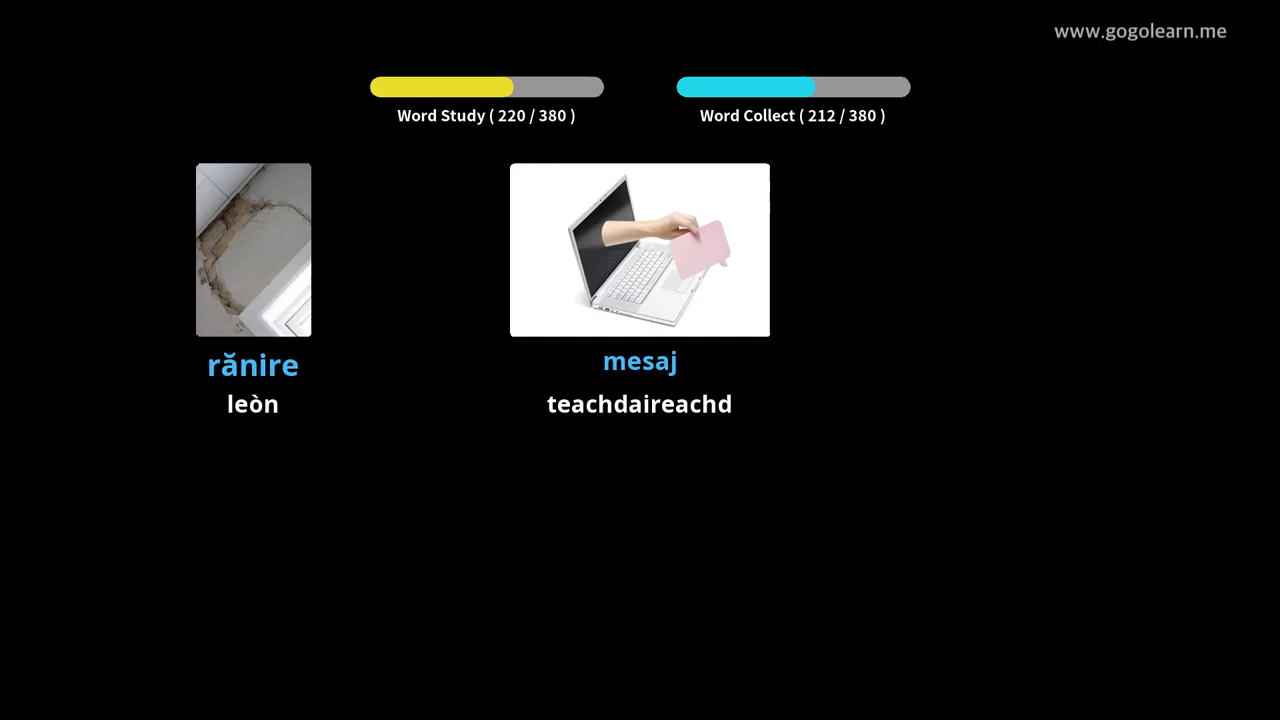 www.gogolearn.me
Word Study ( 220 / 380 )
Word Collect ( 212 / 380 )
rănire
leòn
mesaj
teachdaireachd